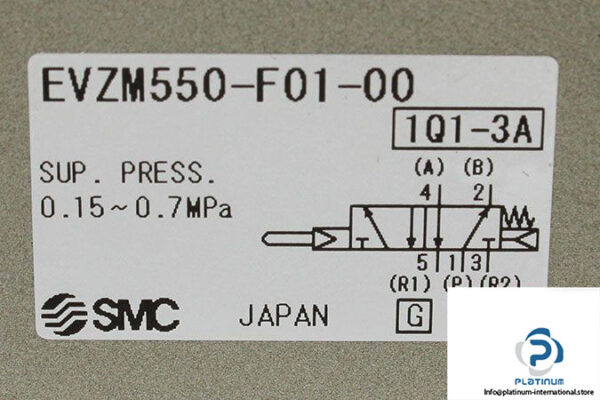 EVZM550-F01-00
1Q1-3A
SUP. PRESS.
0.15~0.7MPa
(A) (B)
4 2
5 1 3
(R1) (P) (R2)
SMC JAPAN G
PLATINUM
Info@platinum-international.store